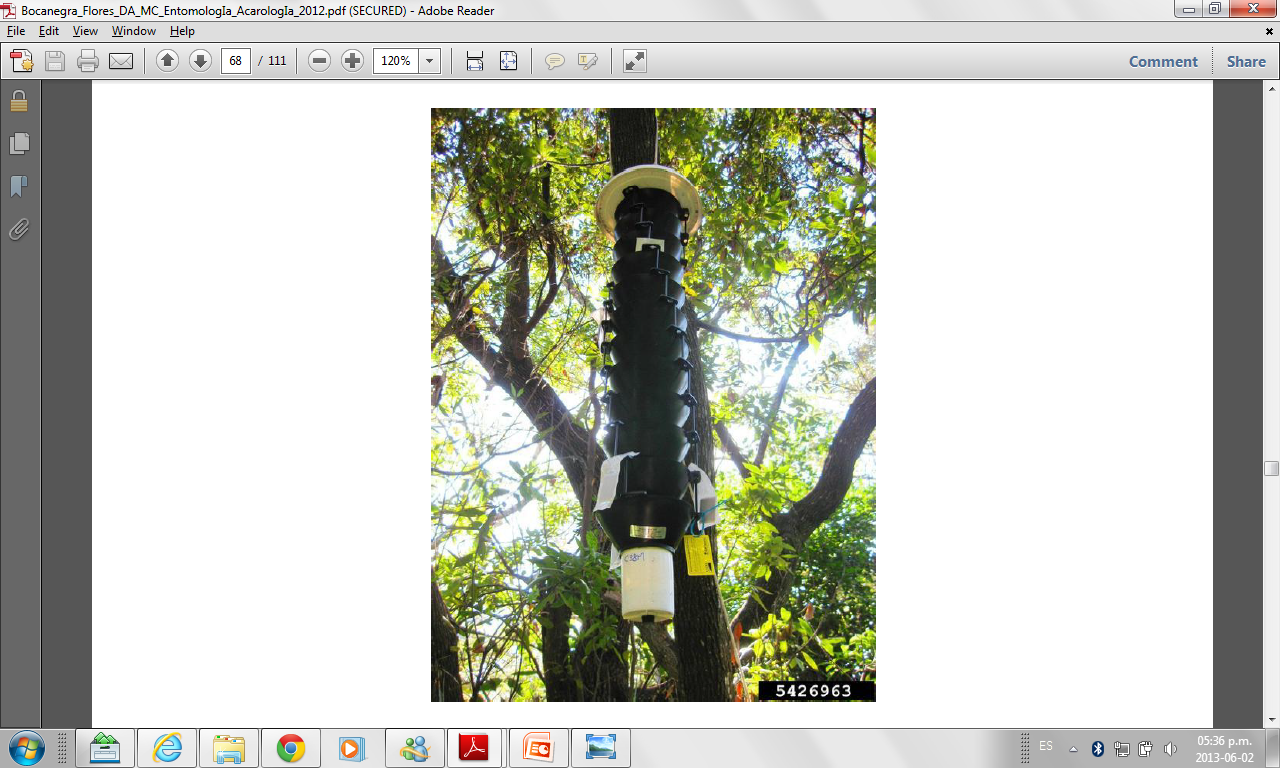 Bocanegra_Flores_DA_MC_EntomologIa_AcarologIa_2012.pdf (SECURED) - Adobe Reader
File Edit View Window Help
68 / 111 120% Comment Share
5426963
ES 05:36 p.m.
2013-06-02